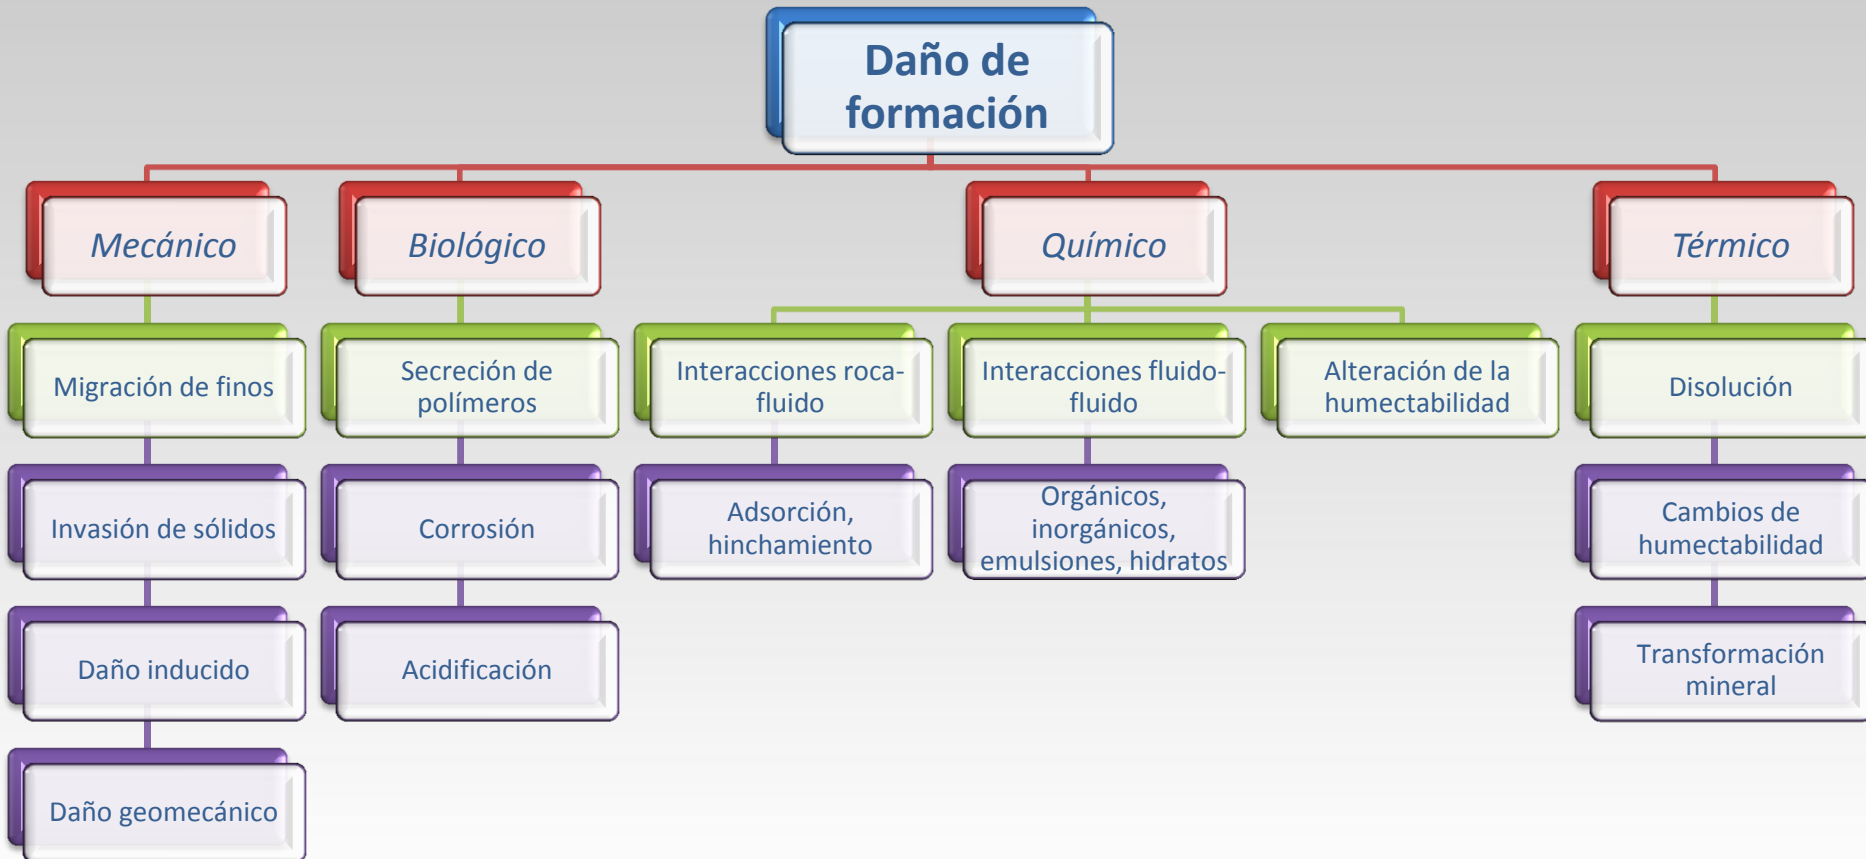 Daño de
formación
Mecánico
Biológico
Químico
Térmico
Migración de finos
Secreción de
polímeros
Interacciones roca-
fluido
Interacciones fluido-
fluido
Alteración de la
humectabilidad
Disolución
Invasión de sólidos
Corrosión
Adsorción,
hinchamiento
Orgánicos,
inorgánicos,
emulsiones, hidratos
Cambios de
humectabilidad
Daño inducido
Acidificación
Transformación
mineral
Daño geomecánico